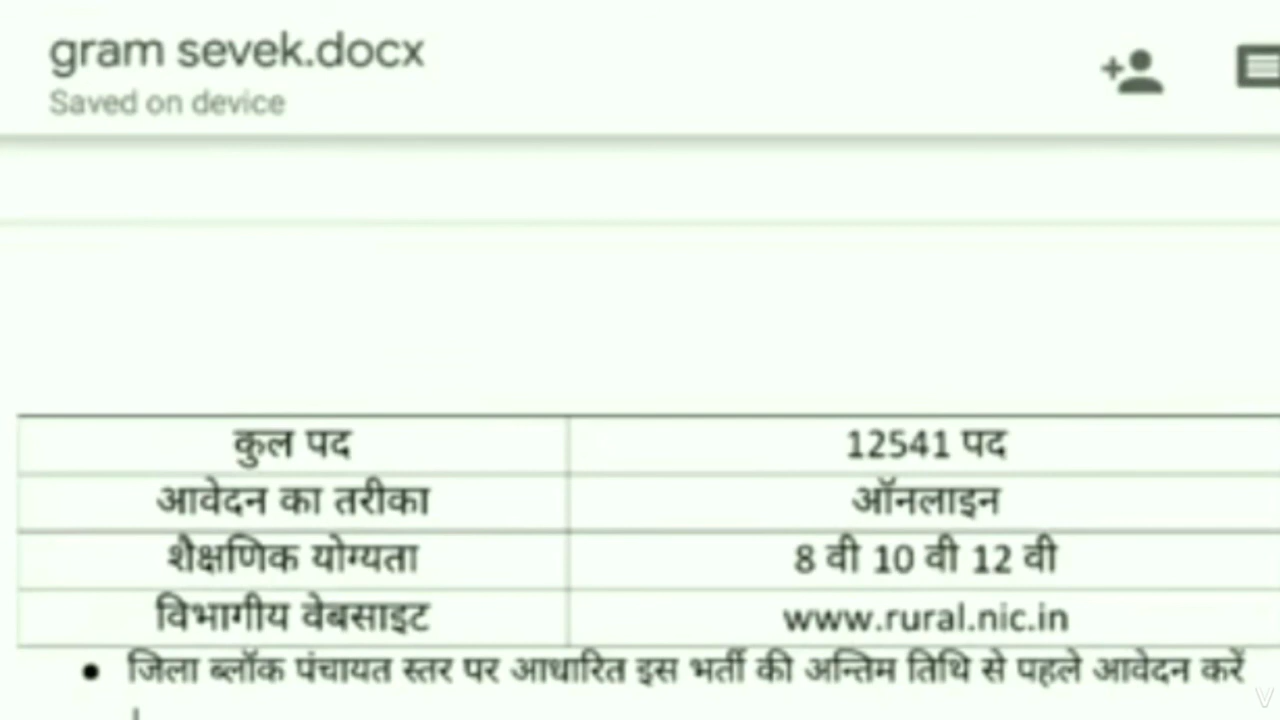 gram sevek.docx
Saved on device
कुल पद 12541 पद
आवेदन का तरीका ऑनलाइन
शैक्षणिक योग्यता 8 वी 10 वी 12 वी
विभागीय वेबसाइट www.rural.nic.in
• जिला ब्लॉक पंचायत स्तर पर आधारित इस भर्ती की अन्तिम तिथि से पहले आवेदन करें
V